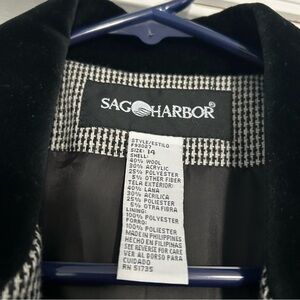 SAG HARBOR®
STYLE/ESTILO
SIZE: 14
SHELL:
40% WOOL
30% ACRYLIC
25% POLYESTER
5% OTHER FIBER
TELA EXTERIOR:
40% LANA
30% ACRILICA
25% POLIESTER
5% OTRA FIBRA
LINING:
100% POLYESTER
FORRO:
100% POLIESTER
MADE IN PHILIPPINES
HECHO EN FILIPINAS
SEE REVERSE FOR CARE
VER AL DORSO PARA
CUIDADO
RN 51735